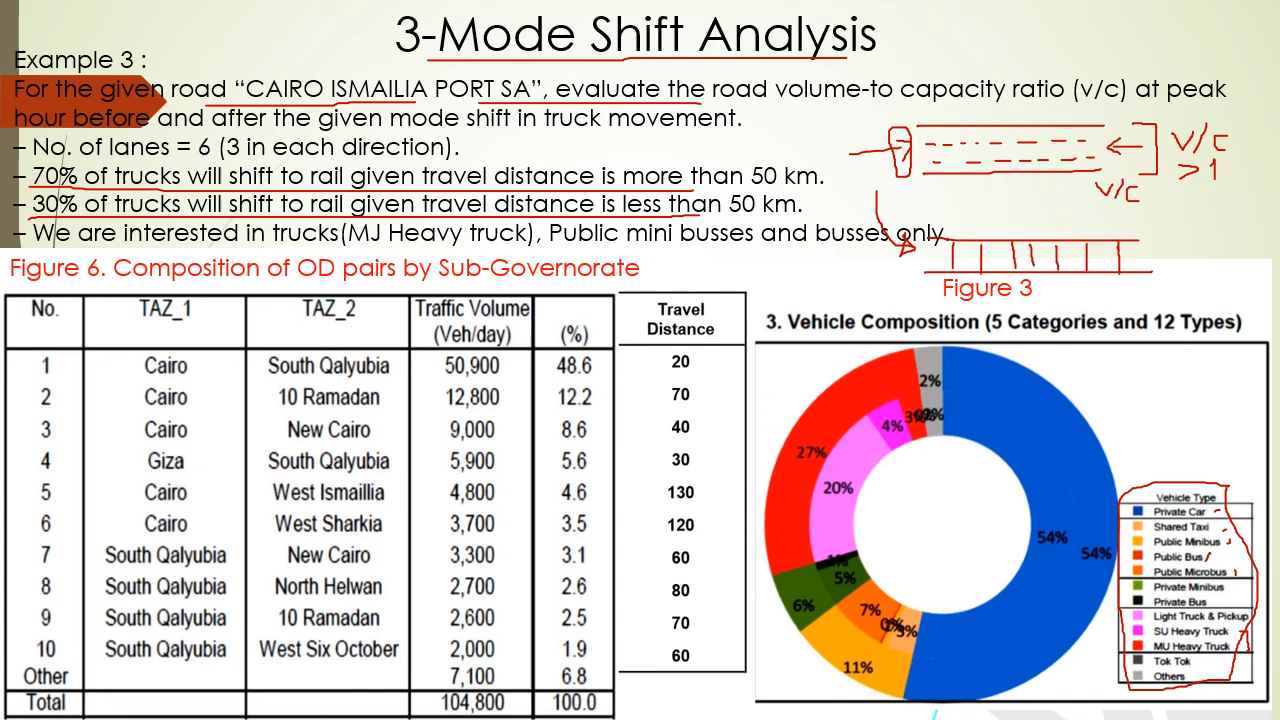 3-Mode Shift Analysis
Example 3 :
For the given road “CAIRO ISMAILIA PORT SA”, evaluate the road volume-to capacity ratio (v/c) at peak
hour before and after the given mode shift in truck movement.
– No. of lanes = 6 (3 in each direction).
– 70% of trucks will shift to rail given travel distance is more than 50 km.
– 30% of trucks will shift to rail given travel distance is less than 50 km.
– We are interested in trucks(MJ Heavy truck), Public mini busses and busses only
V/C
>1
V/C
Figure 6. Composition of OD pairs by Sub-Governorate
Figure 3
No. TAZ_1 TAZ_2 Traffic Volume (Veh/day) (%) Travel Distance
1 Cairo South Qalyubia 50,900 48.6 20
2 Cairo 10 Ramadan 12,800 12.2 70
3 Cairo New Cairo 9,000 8.6 40
4 Giza South Qalyubia 5,900 5.6 30
5 Cairo West Ismaillia 4,800 4.6 130
6 Cairo West Sharkia 3,700 3.5 120
7 South Qalyubia New Cairo 3,300 3.1 60
8 South Qalyubia North Helwan 2,700 2.6 80
9 South Qalyubia 10 Ramadan 2,600 2.5 70
10 South Qalyubia West Six October 2,000 1.9 60
Other 7,100 6.8
Total 104,800 100.0
3. Vehicle Composition (5 Categories and 12 Types)
2%
4% 3%
27%
20%
54% 54%
5%
6%
7%
3%
11%
Vehicle Type
Private Car
Shared Taxi
Public Minibus
Public Bus
Public Microbus
Private Minibus
Private Bus
Light Truck & Pickup
SU Heavy Truck
MU Heavy Truck
Tok Tok
Others